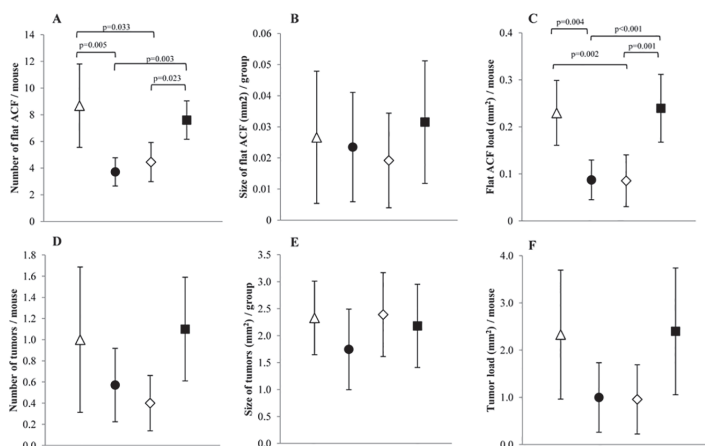 A
p=0.033
p=0.005
p=0.003
p=0.023
Number of flat ACF / mouse
14
12
10
8
6
4
2
0
B
Size of flat ACF (mm2) / group
0.06
0.05
0.04
0.03
0.02
0.01
0
C
p=0.004
p<0.001
p=0.002
p=0.001
Flat ACF load (mm²) / mouse
0.3
0.2
0.1
0
D
Number of tumors / mouse
1.8
1.6
1.4
1.2
1.0
0.8
0.6
0.4
0.2
0.0
E
Size of tumors (mm²) / group
3.5
3.0
2.5
2.0
1.5
1.0
0.5
0.0
F
Tumor load (mm²) / mouse
4.0
3.0
2.0
1.0
0.0